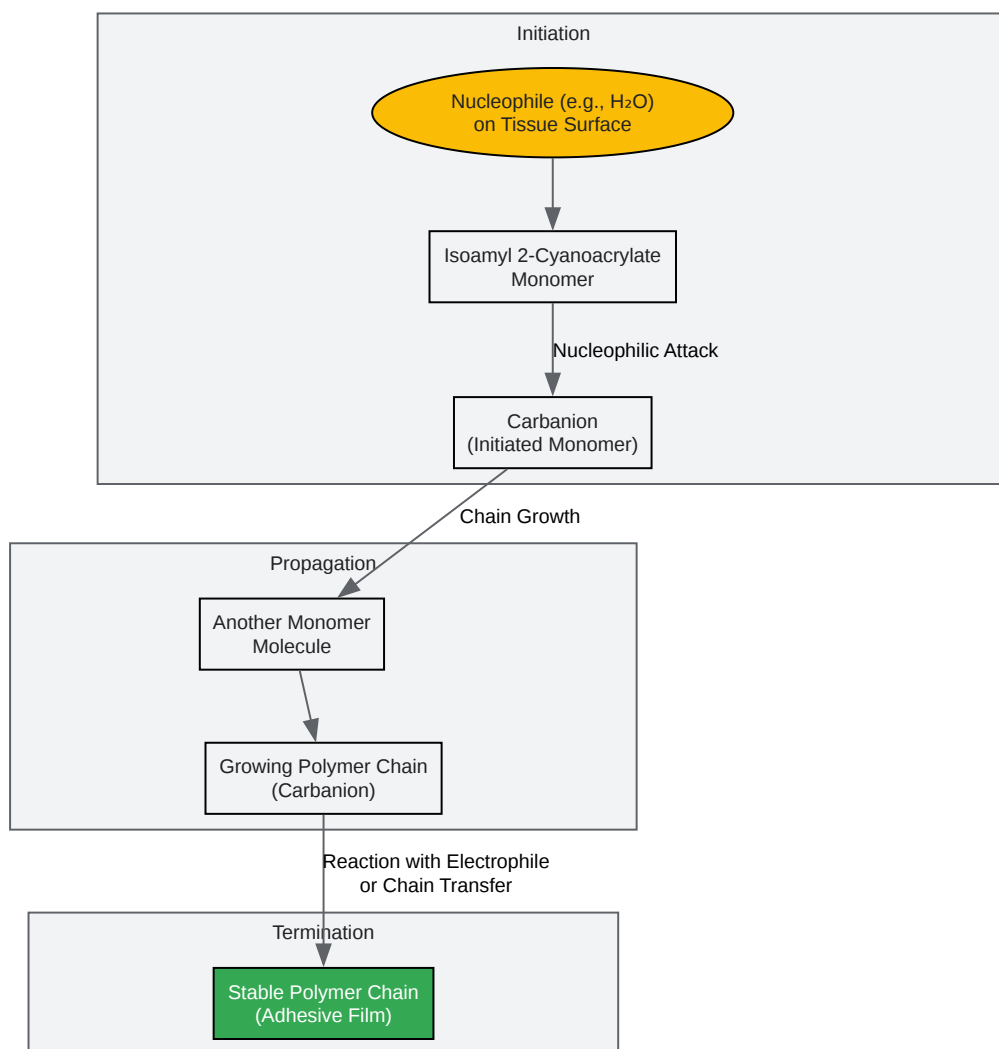 Initiation
Nucleophile (e.g., H₂O)
on Tissue Surface
Isoamyl 2-Cyanoacrylate
Monomer
Nucleophilic Attack
Carbanion
(Initiated Monomer)
Chain Growth
Propagation
Another Monomer
Molecule
Growing Polymer Chain
(Carbanion)
Reaction with Electrophile
or Chain Transfer
Termination
Stable Polymer Chain
(Adhesive Film)